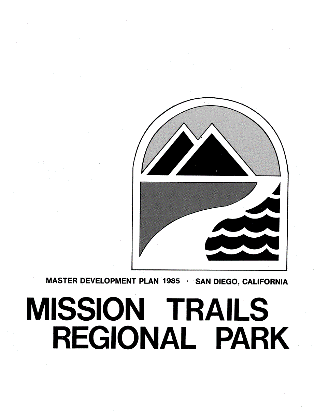 MASTER DEVELOPMENT PLAN 1985 · SAN DIEGO, CALIFORNIA
MISSION TRAILS
REGIONAL PARK